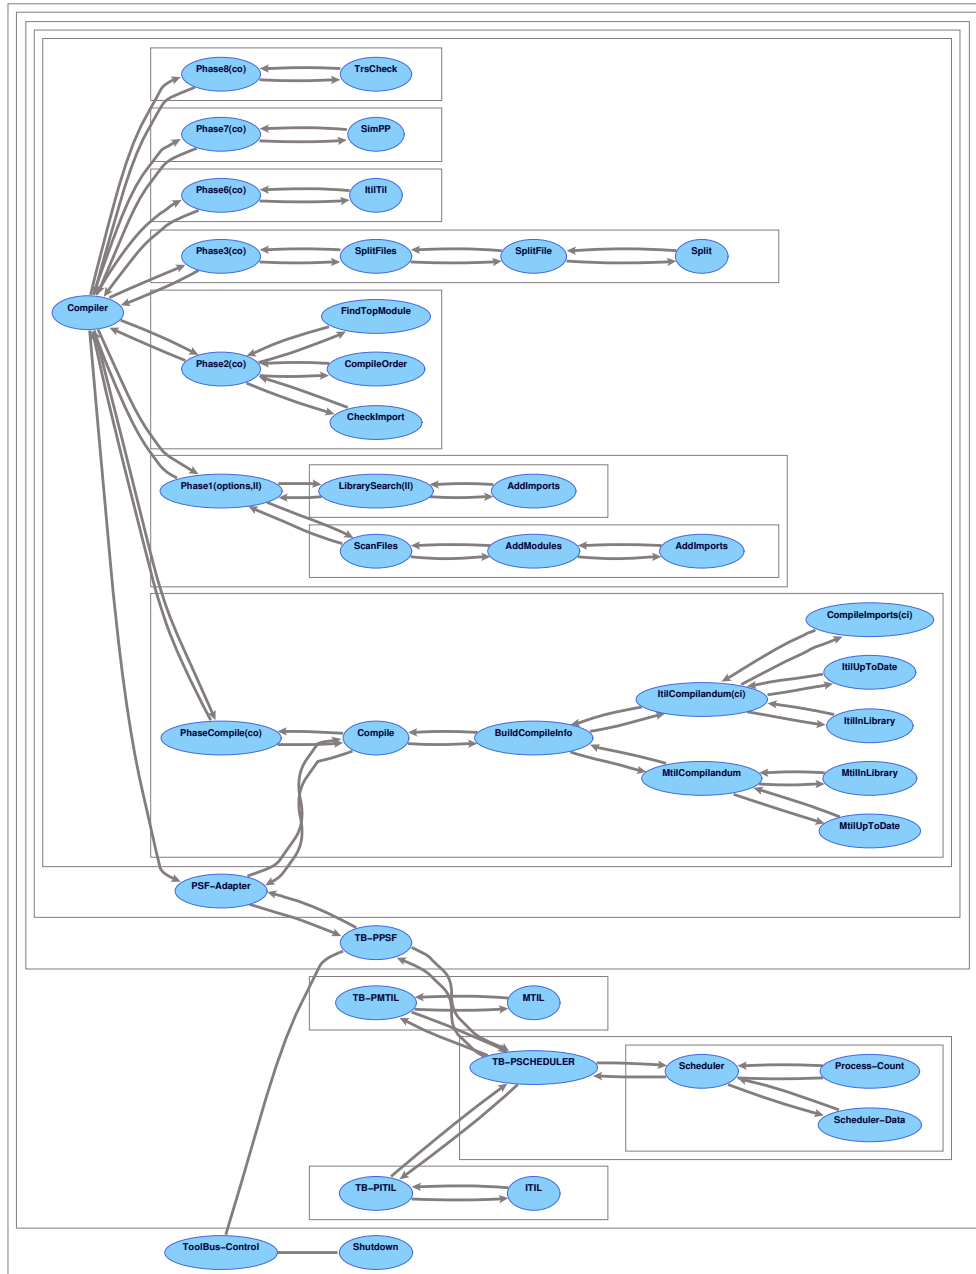 Phase8(co)
TrsCheck
Phase7(co)
SimPP
Phase6(co)
ItilTil
Phase3(co)
SplitFiles
SplitFile
Split
Compiler
FindTopModule
Phase2(co)
CompileOrder
CheckImport
Phase1(options,ll)
LibrarySearch(ll)
AddImports
ScanFiles
AddModules
AddImports
CompileImports(ci)
ItilUpToDate
ItilCompilandum(ci)
ItilInLibrary
PhaseCompile(co)
Compile
BuildCompileInfo
MtilCompilandum
MtilInLibrary
MtilUpToDate
PSF-Adapter
TB-PPSF
TB-PMTIL
MTIL
TB-PSCHEDULER
Scheduler
Process-Count
Scheduler-Data
TB-PITIL
ITIL
ToolBus-Control
Shutdown